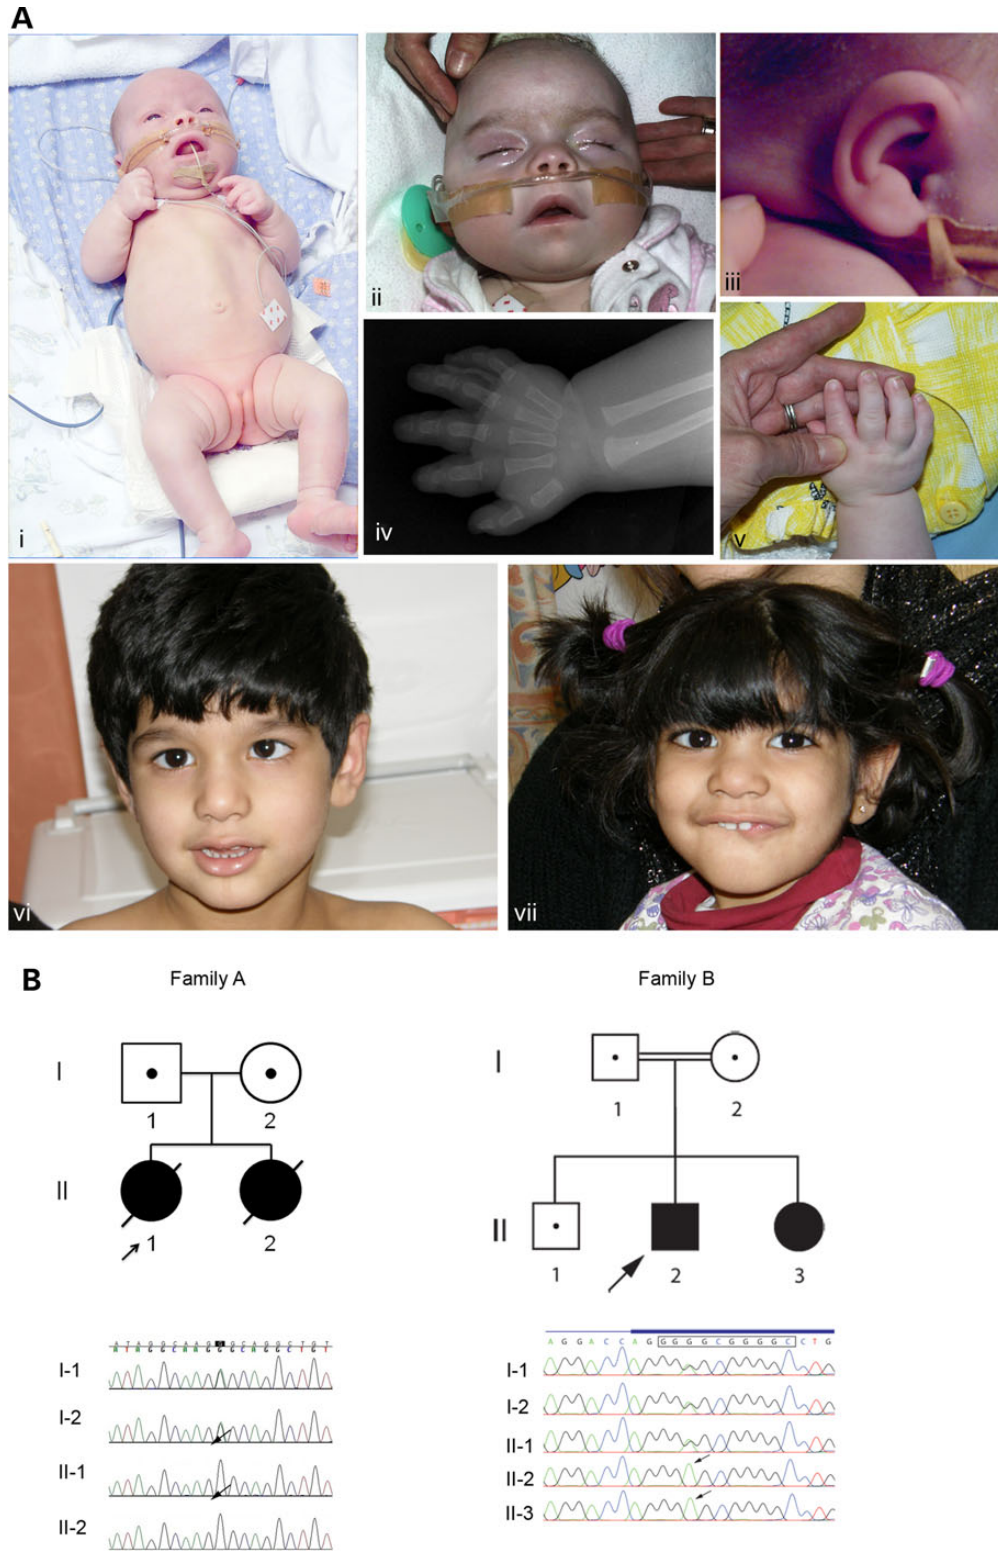 A
i
ii
iii
iv
v
vi
vii
B
Family A
Family B
I
1
2
II
1
2
I
1
2
II
1
2
3
A T A G G C A A G G G C A G G C T G T
I-1
I-2
II-1
II-2
A G G A C C A G G G G C G G G G C C T G
I-1
I-2
II-1
II-2
II-3